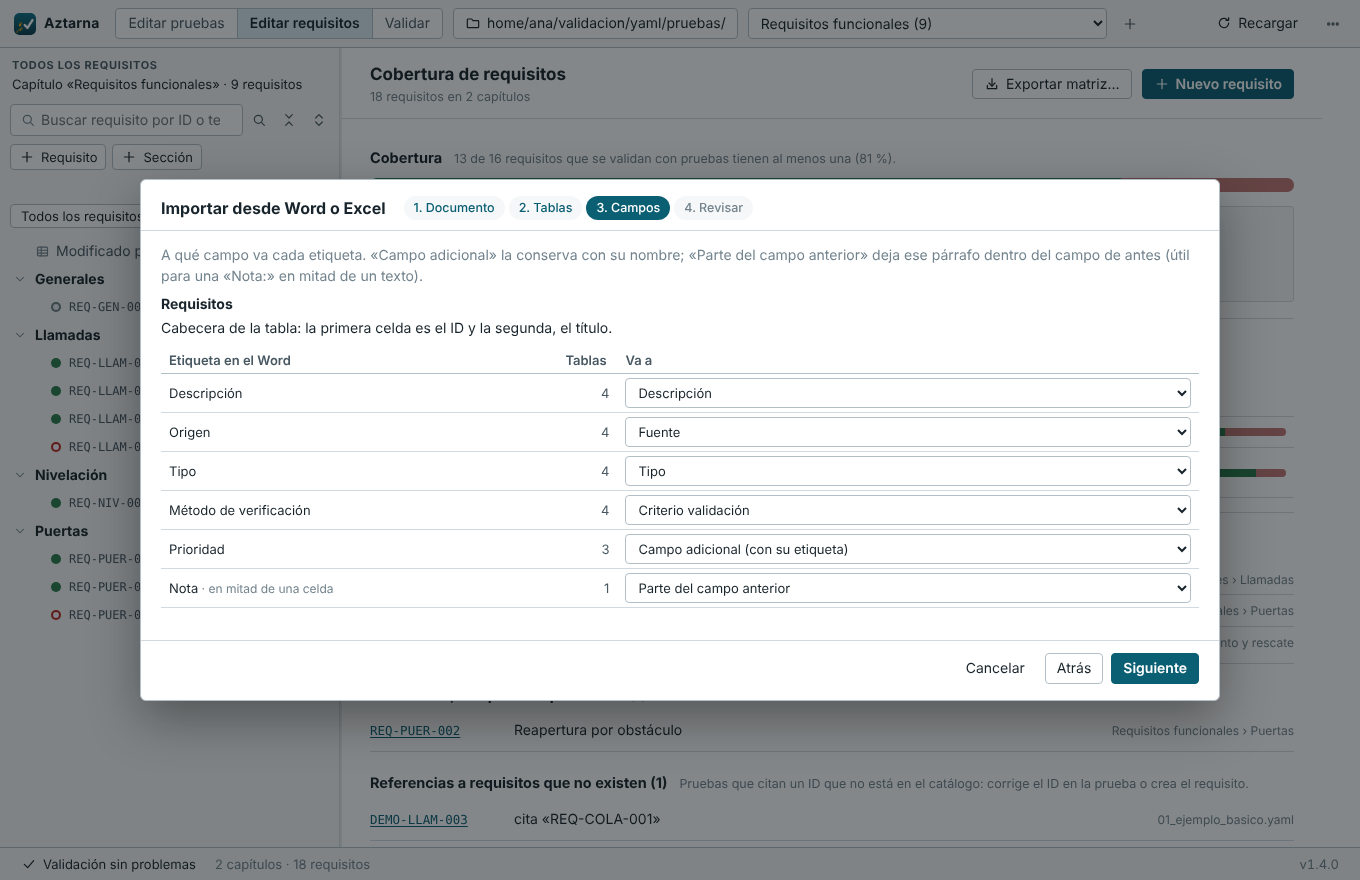 Aztarna
Editar pruebas
Editar requisitos
Validar
home/ana/validacion/yaml/pruebas/
Requisitos funcionales (9)
Recargar
TODOS LOS REQUISITOS
Capítulo «Requisitos funcionales» · 9 requisitos
Buscar requisito por ID o te
Requisito
Sección
Todos los requisitos
Modificado
Generales
REQ-GEN-00
Llamadas
REQ-LLAM-0
REQ-LLAM-0
REQ-LLAM-0
REQ-LLAM-0
Nivelación
REQ-NIV-00
Puertas
REQ-PUER-0
REQ-PUER-0
REQ-PUER-0
Cobertura de requisitos
18 requisitos en 2 capítulos
Exportar matriz...
Nuevo requisito
Cobertura 13 de 16 requisitos que se validan con pruebas tienen al menos una (81 %).
Importar desde Word o Excel
1. Documento
2. Tablas
3. Campos
4. Revisar
A qué campo va cada etiqueta. «Campo adicional» la conserva con su nombre; «Parte del campo anterior» deja ese párrafo dentro del campo de antes (útil
para una «Nota:» en mitad de un texto).
Requisitos
Cabecera de la tabla: la primera celda es el ID y la segunda, el título.
Etiqueta en el Word Tablas Va a
Descripción 4 Descripción
Origen 4 Fuente
Tipo 4 Tipo
Método de verificación 4 Criterio validación
Prioridad 3 Campo adicional (con su etiqueta)
Nota · en mitad de una celda 1 Parte del campo anterior
Cancelar
Atrás
Siguiente
es › Llamadas
ales › Puertas
nto y rescate
REQ-PUER-002 Reapertura por obstáculo Requisitos funcionales › Puertas
Referencias a requisitos que no existen (1) Pruebas que citan un ID que no está en el catálogo: corrige el ID en la prueba o crea el requisito.
DEMO-LLAM-003 cita «REQ-COLA-001» 01_ejemplo_basico.yaml
Validación sin problemas 2 capítulos · 18 requisitos
v1.4.0